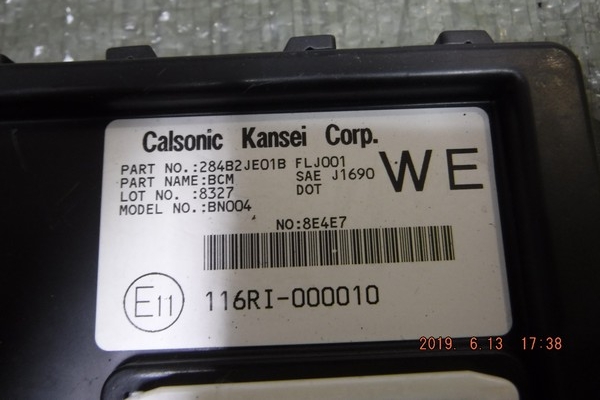 Calsonic Kansei Corp.
PART NO.:284B2JE01B FLJ001
PART NAME:BCM SAE J1690
LOT NO. :8327 DOT
MODEL NO.:BN004
WE
NO:8E4E7
E11
116RI-000010
2019. 6.13 17:38